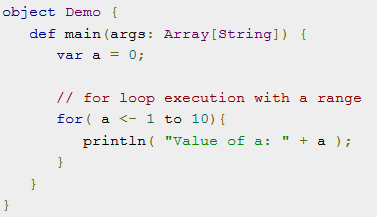 object Demo {
   def main(args: Array[String]) {
      var a = 0;

      // for loop execution with a range
      for( a <- 1 to 10){
         println( "Value of a: " + a );
      }
   }
}